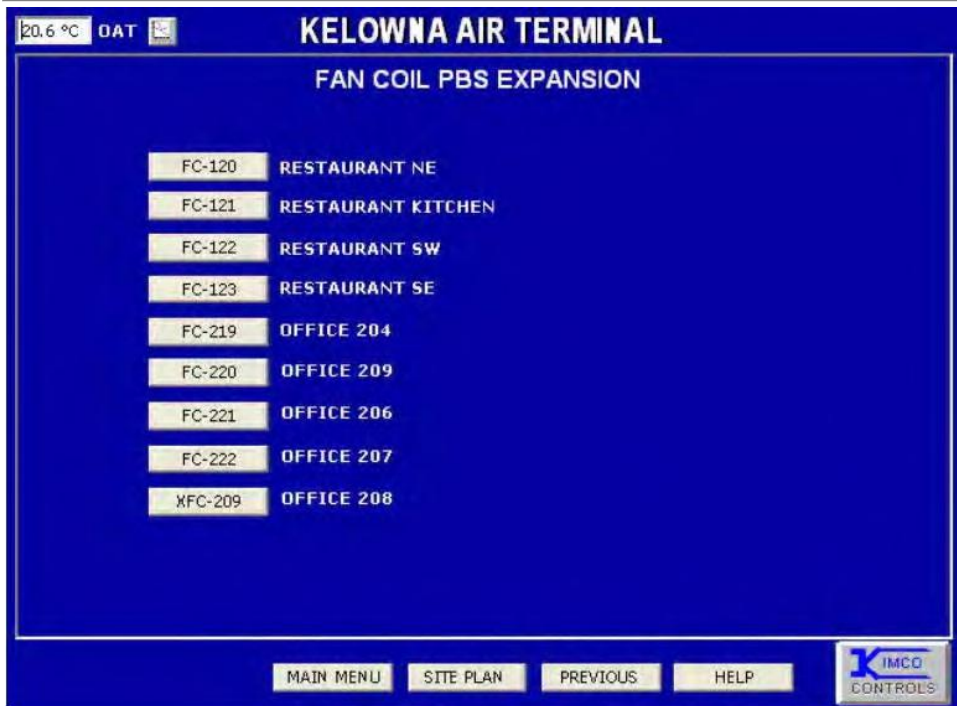 20.6 °C OAT KELOWNA AIR TERMINAL
FAN COIL PBS EXPANSION
FC-120 RESTAURANT NE
FC-121 RESTAURANT KITCHEN
FC-122 RESTAURANT SW
FC-123 RESTAURANT SE
FC-219 OFFICE 204
FC-220 OFFICE 209
FC-221 OFFICE 206
FC-222 OFFICE 207
XFC-209 OFFICE 208
MAIN MENU SITE PLAN PREVIOUS HELP
KIMCO
CONTROLS